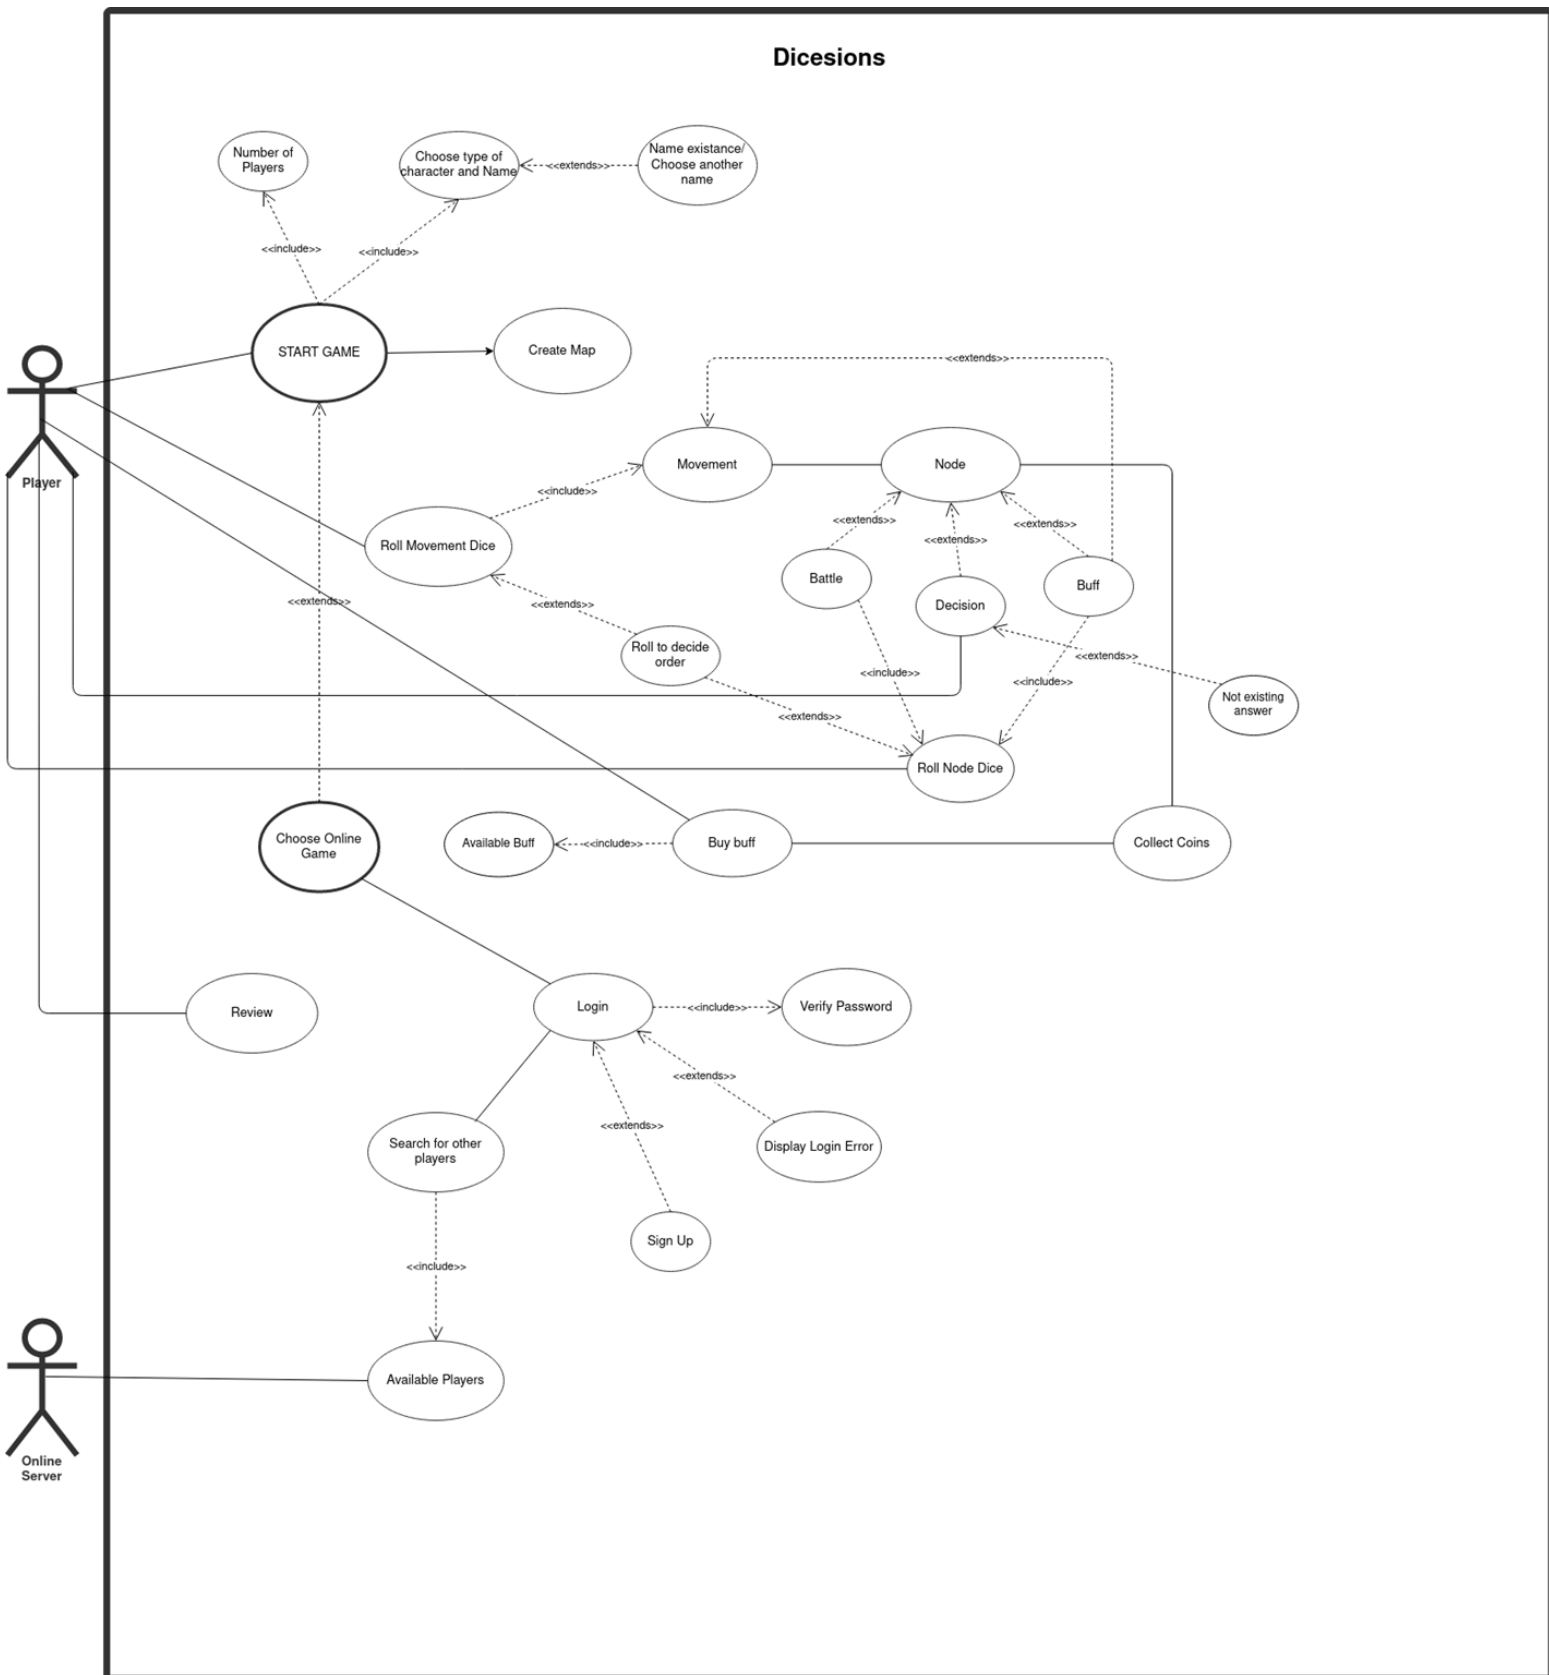 Dicesions
Number of
Players
Choose type of
character and Name
<<extends>>
Name existance/
Choose another
name
<<include>>
<<include>>
START GAME
Create Map
<<extends>>
Player
Movement
Node
<<include>>
<<extends>>
<<extends>>
<<extends>>
Roll Movement Dice
Battle
Decision
Buff
<<extends>>
<<extends>>
Roll to decide
order
<<extends>>
<<include>>
<<include>>
Not existing
answer
<<extends>>
Roll Node Dice
Choose Online
Game
Available Buff
<<include>>
Buy buff
Collect Coins
Review
Login
<<include>>
Verify Password
<<extends>>
<<extends>>
Search for other
players
Display Login Error
Sign Up
<<include>>
Available Players
Online
Server